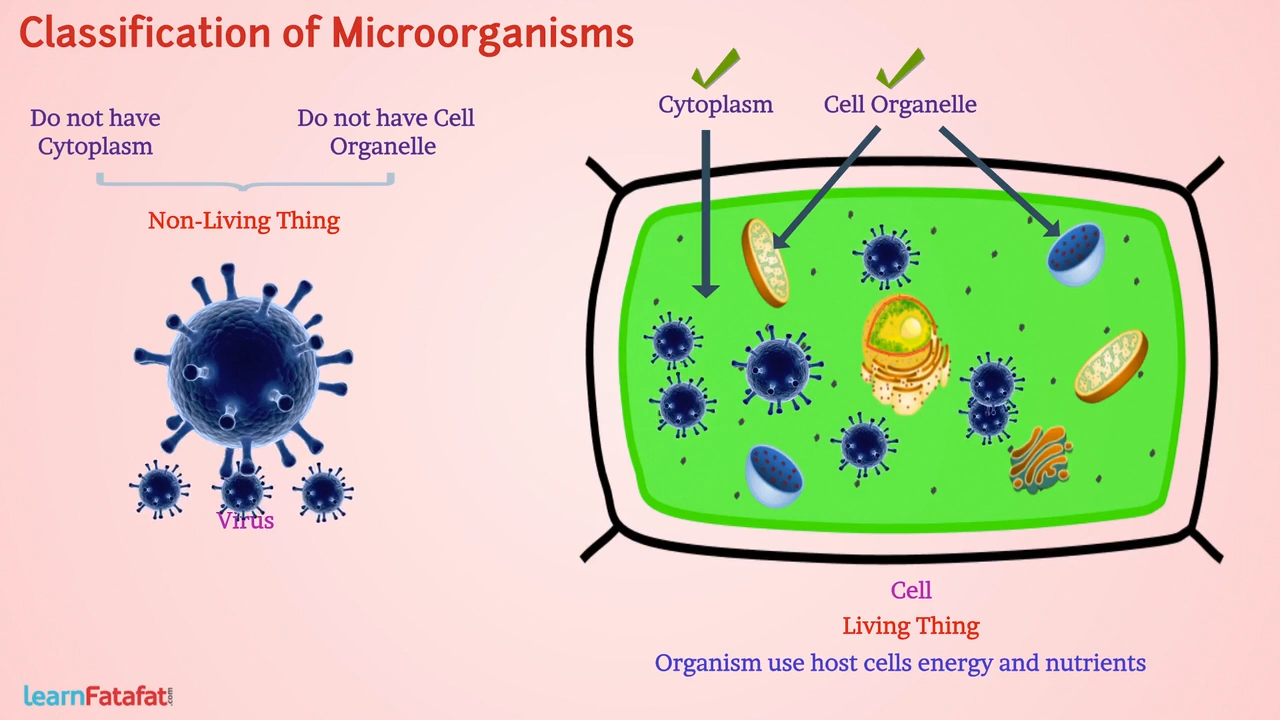 Classification of Microorganisms
Do not have
Cytoplasm
Do not have Cell
Organelle
Non-Living Thing
Virus
Cytoplasm
Cell Organelle
Cell
Living Thing
Organism use host cells energy and nutrients
learnFatafat.com